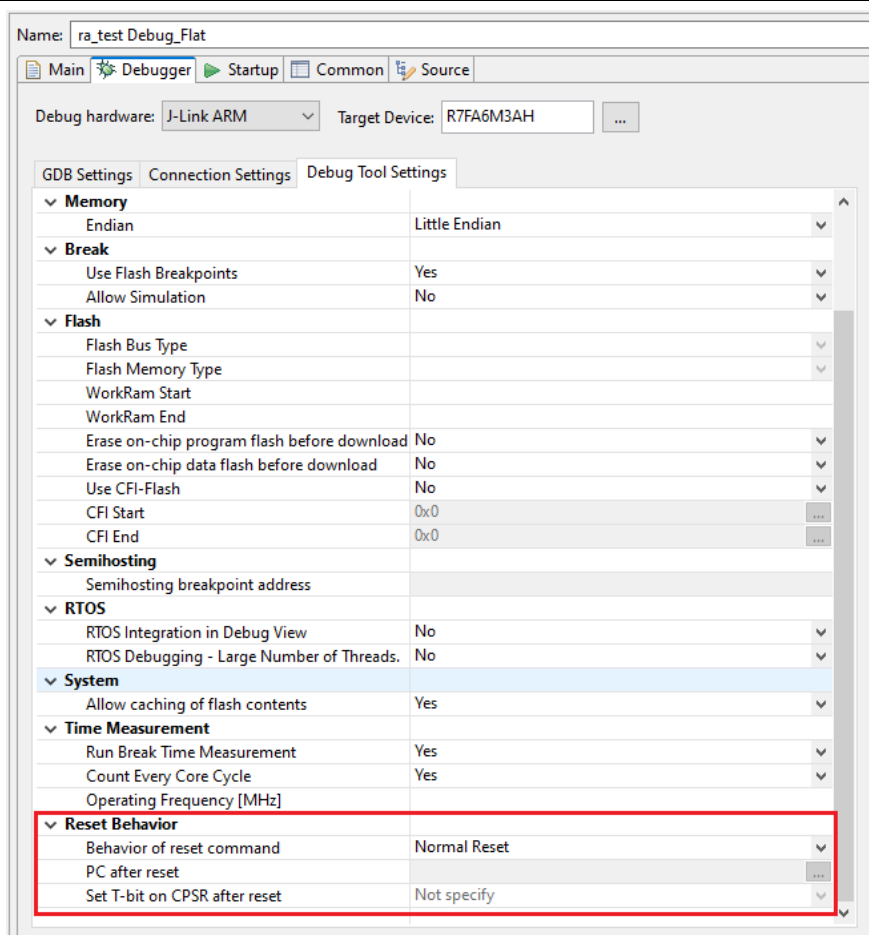 Name: ra_test Debug_Flat
Main Debugger Startup Common Source
Debug hardware: J-Link ARM Target Device: R7FA6M3AH ...
GDB Settings Connection Settings Debug Tool Settings
Memory
Endian Little Endian
Break
Use Flash Breakpoints Yes
Allow Simulation No
Flash
Flash Bus Type
Flash Memory Type
WorkRam Start
WorkRam End
Erase on-chip program flash before download No
Erase on-chip data flash before download No
Use CFI-Flash No
CFI Start 0x0 ...
CFI End 0x0 ...
Semihosting
Semihosting breakpoint address
RTOS
RTOS Integration in Debug View No
RTOS Debugging - Large Number of Threads. No
System
Allow caching of flash contents Yes
Time Measurement
Run Break Time Measurement Yes
Count Every Core Cycle Yes
Operating Frequency [MHz]
Reset Behavior
Behavior of reset command Normal Reset
PC after reset ...
Set T-bit on CPSR after reset Not specify